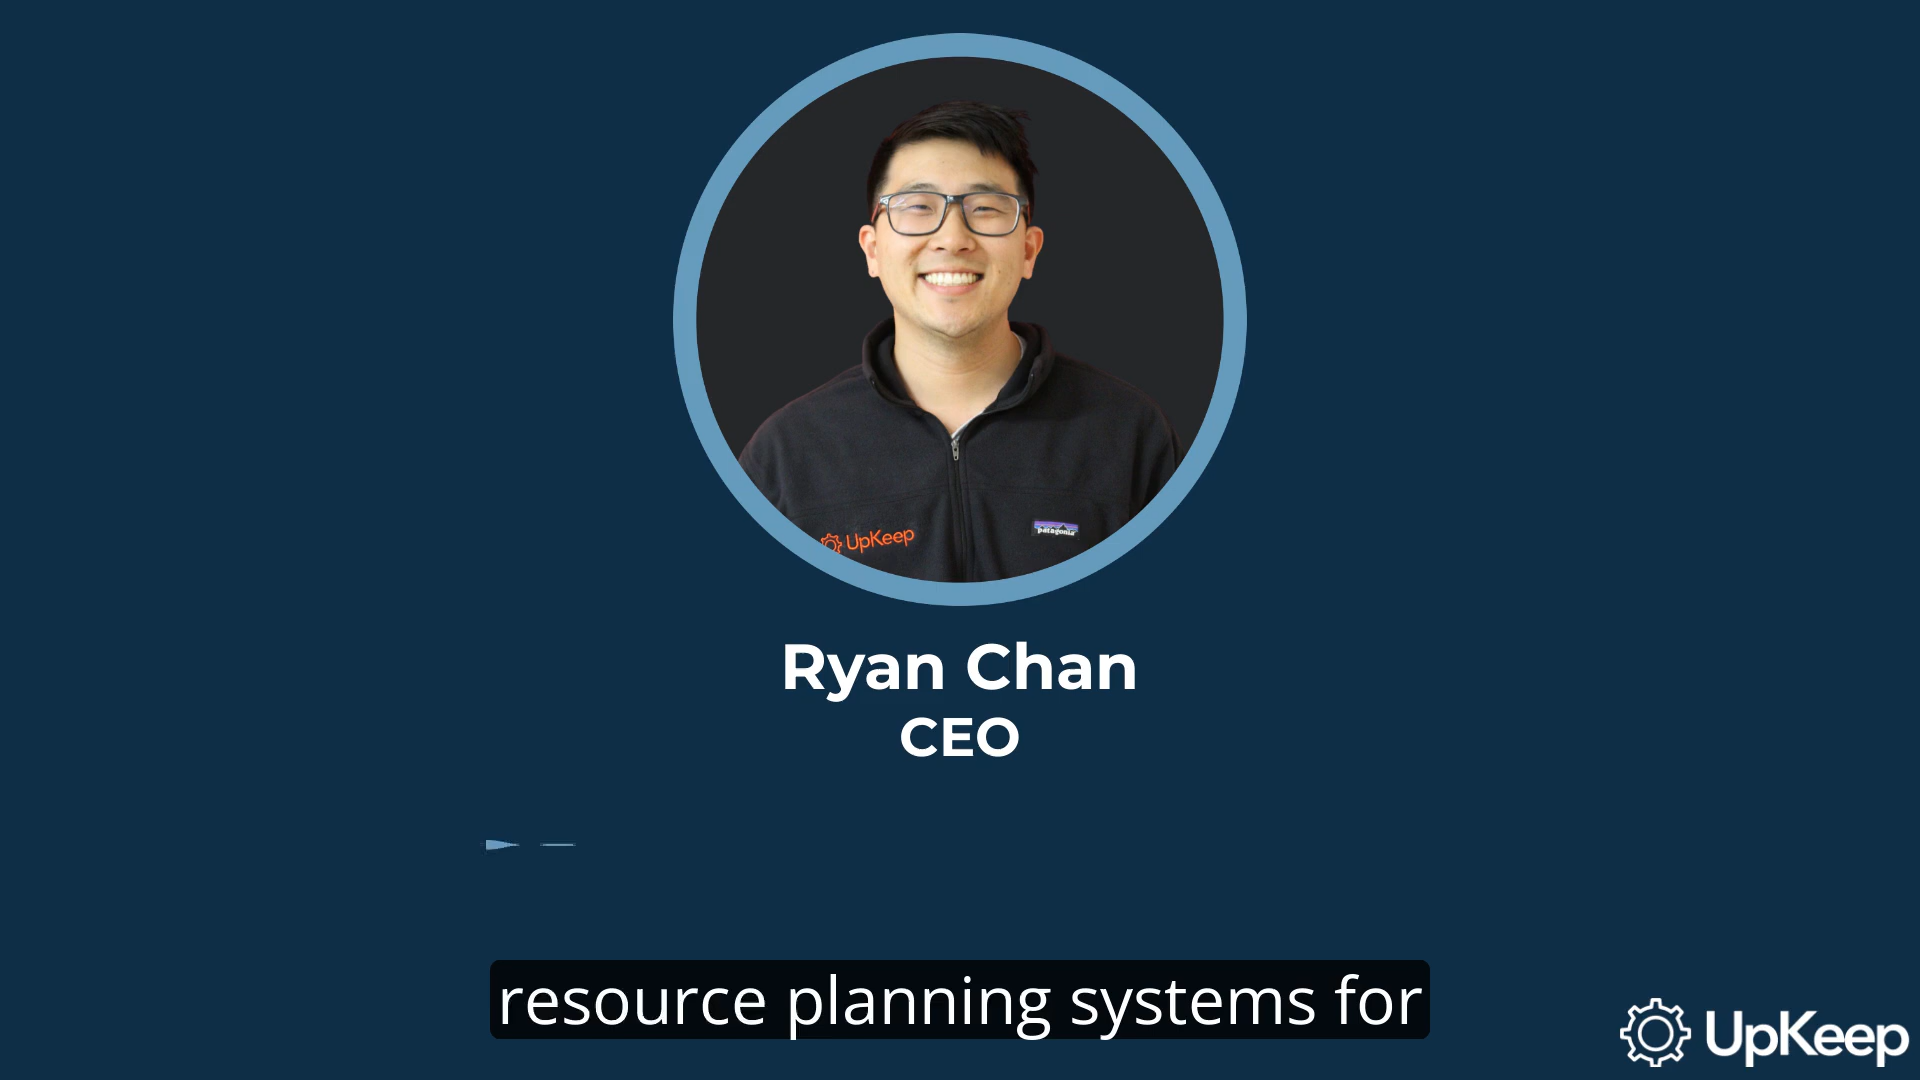 UpKeep
patagonia
Ryan Chan
CEO
resource planning systems for
UpKeep